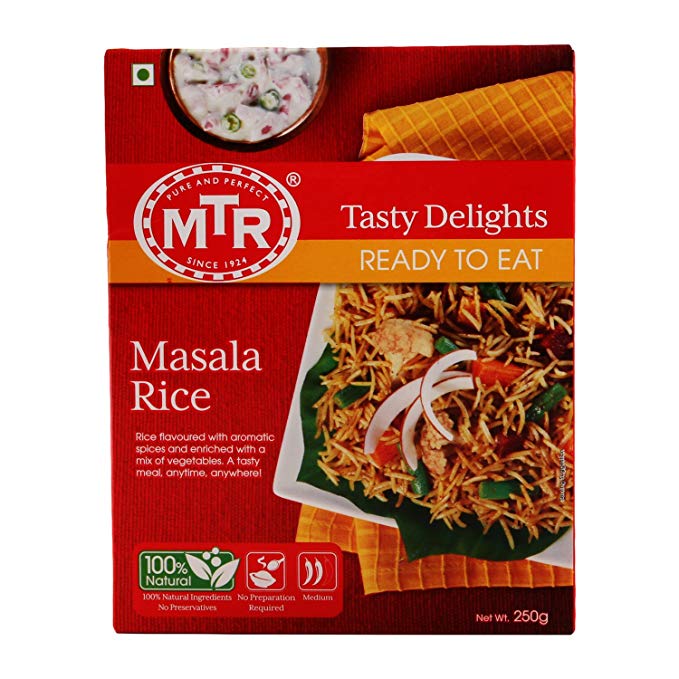 PURE AND PERFECT
MTR®
SINCE 1924
Tasty Delights
READY TO EAT
Masala
Rice
Rice flavoured with aromatic
spices and enriched with a
mix of vegetables. A tasty
meal, anytime, anywhere!
100%
Natural
100% Natural Ingredients
No Preservatives
No Preparation
Required
Medium
Net Wt. 250g